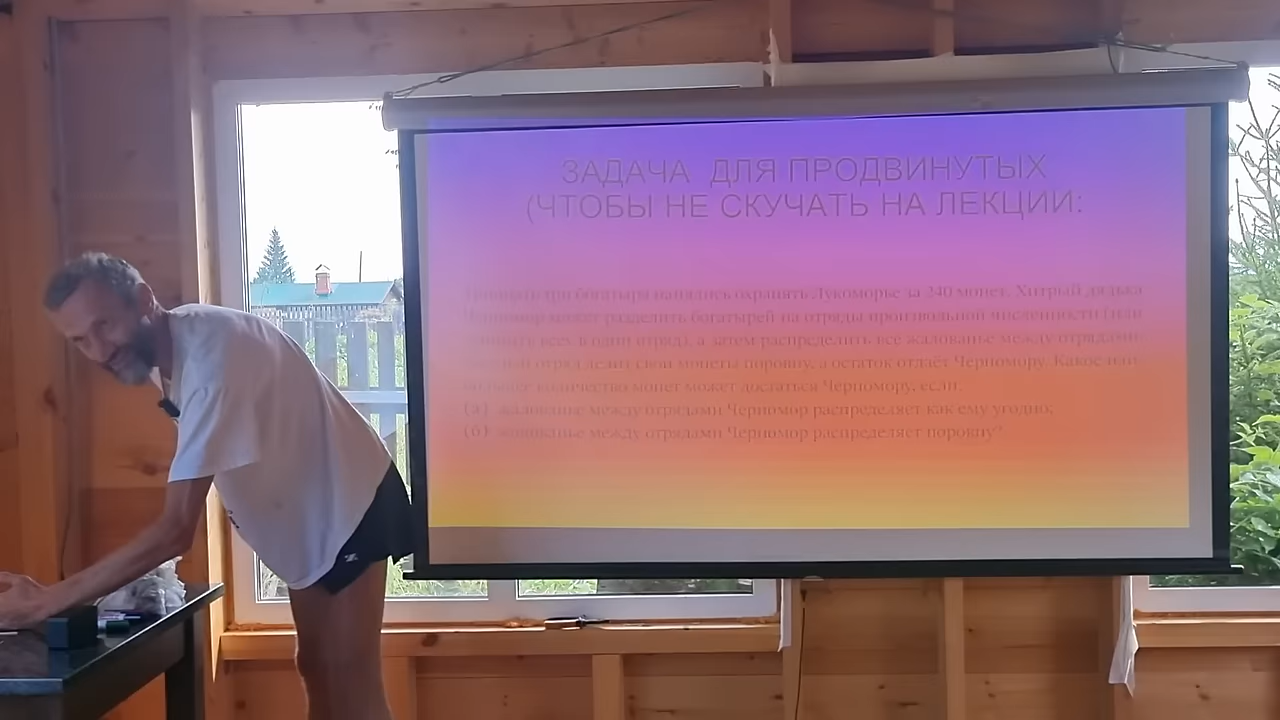 ЗАДАЧА ДЛЯ ПРОДВИНУТЫХ
(ЧТОБЫ НЕ СКУЧАТЬ НА ЛЕКЦИИ:
три богатыря нанялись охранять Лукоморье за 240 монет. Хитрый дядька
Черномор может разделить богатырей на отряды произвольной численности (или
всех в один отряд), а затем распределить все жалованье между отрядами.
отряд делит свои монеты поровну, а остаток отдаёт Черномору. Какое
количество монет может достаться Черномору, если:
(а) жалованье между отрядами Черномор распределяет как ему угодно;
(б) жалованье между отрядами Черномор распределяет поровну?